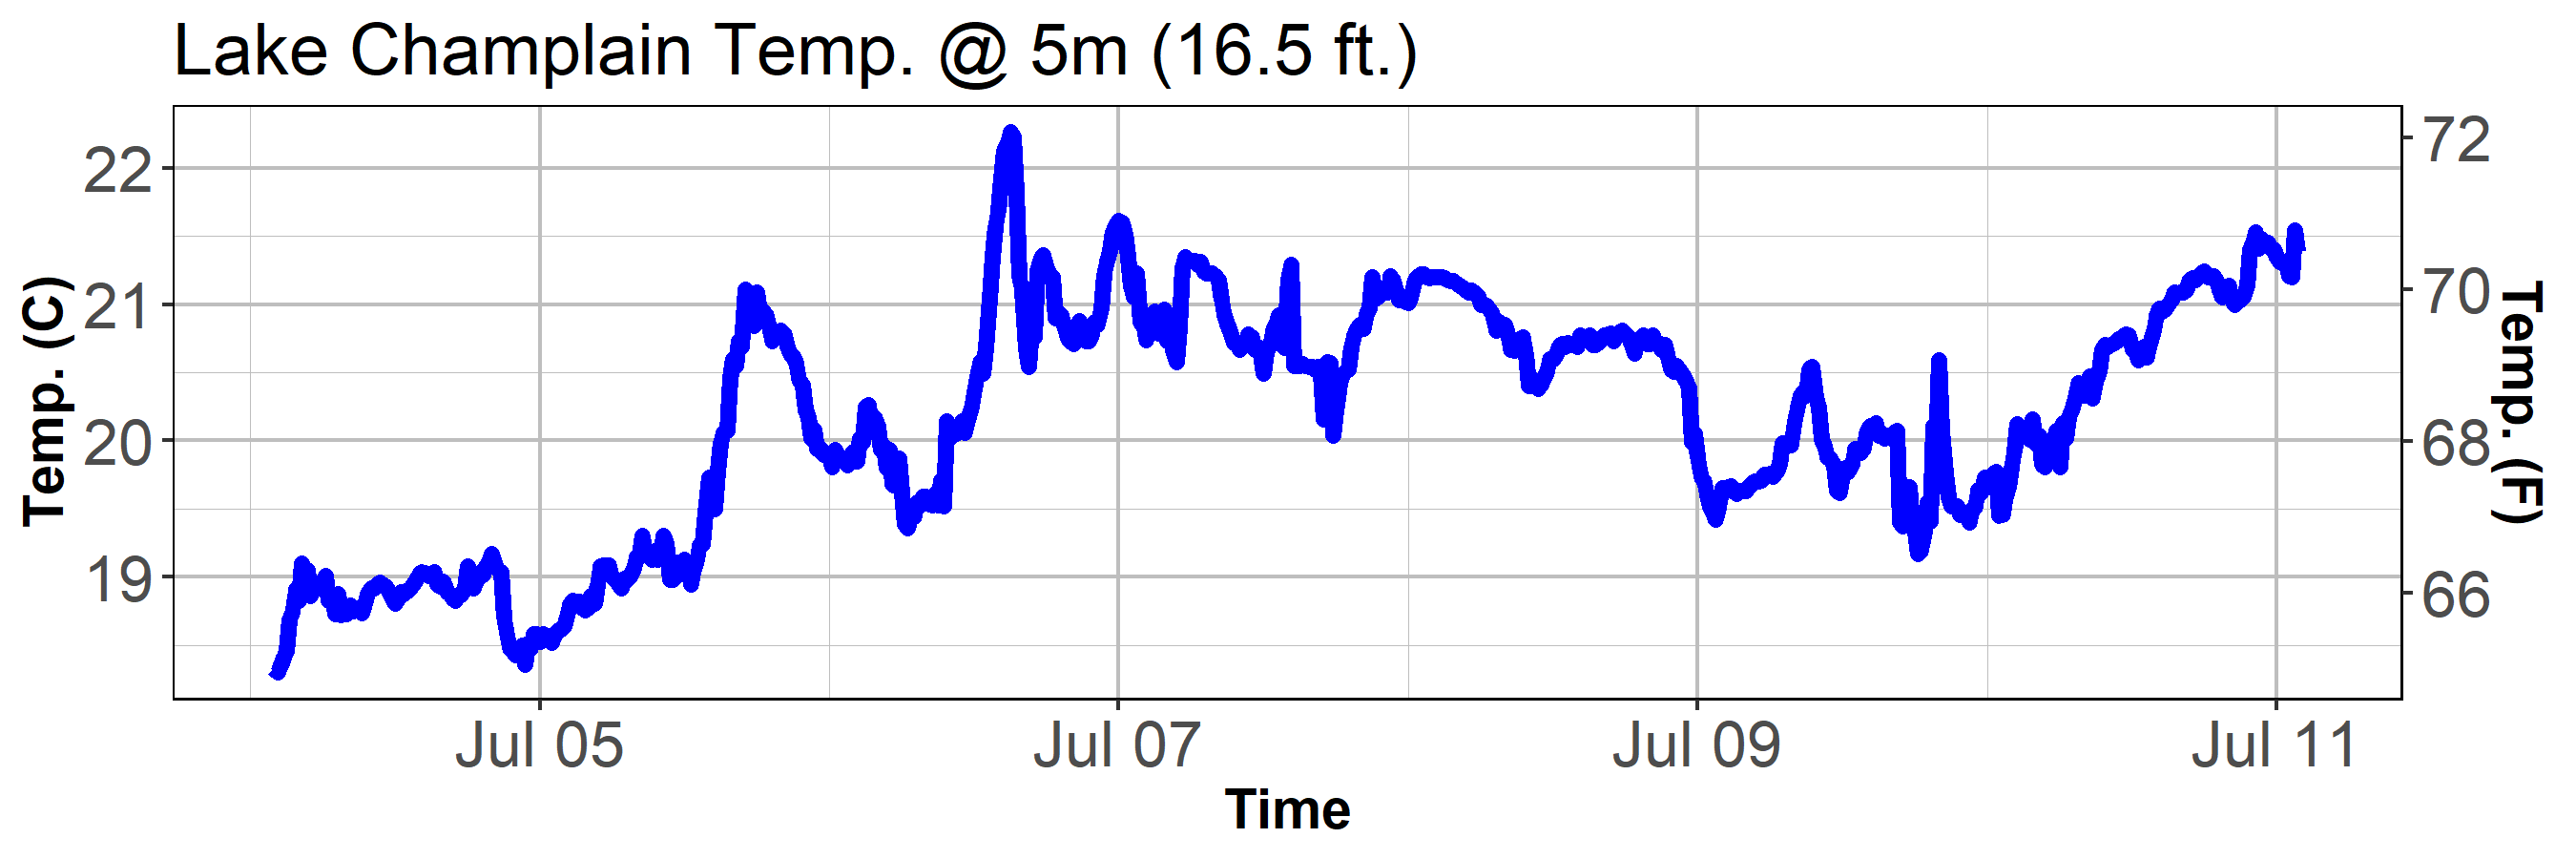 Lake Champlain Temp. @ 5m (16.5 ft.)
Temp. (C)
22
21
20
19
72
70
68
66
Temp. (F)
Jul 05
Jul 07
Jul 09
Jul 11
Time